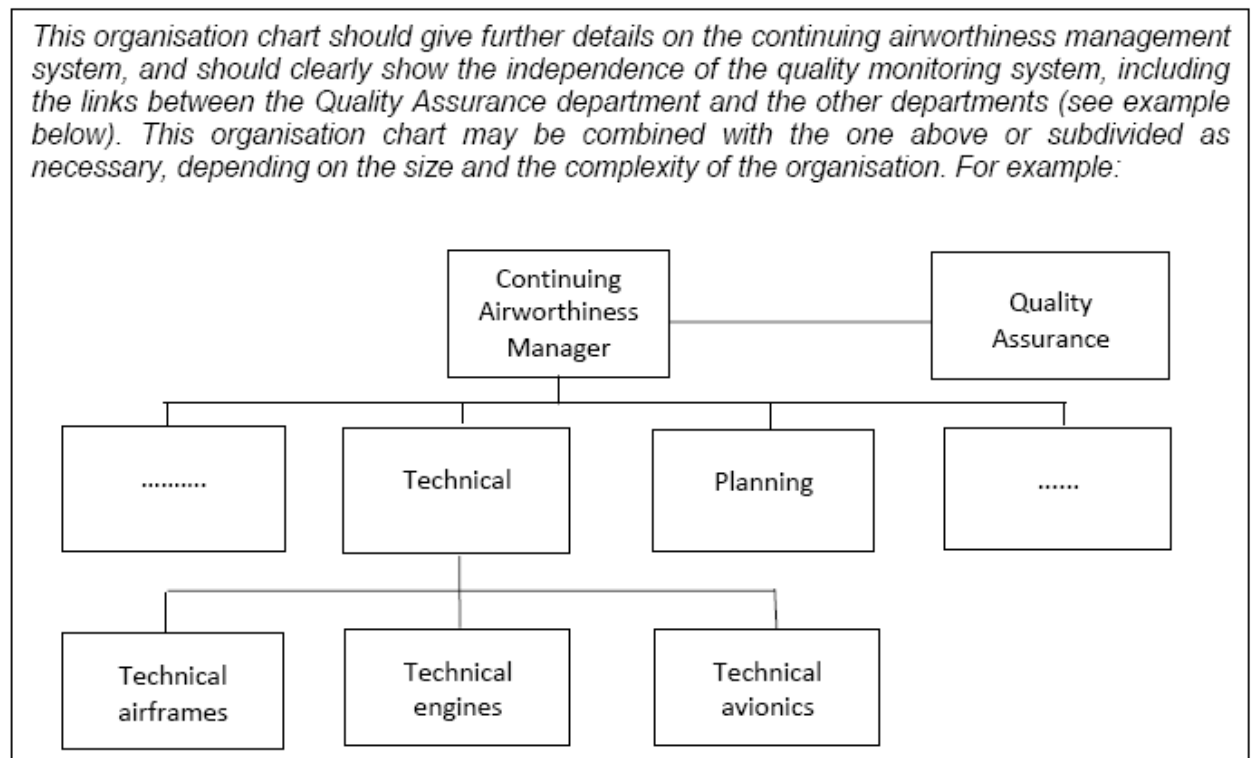 This organisation chart should give further details on the continuing airworthiness management
system, and should clearly show the independence of the quality monitoring system, including
the links between the Quality Assurance department and the other departments (see example
below). This organisation chart may be combined with the one above or subdivided as
necessary, depending on the size and the complexity of the organisation. For example:
Continuing
Airworthiness
Manager
Quality
Assurance
..........
Technical
Planning
......
Technical
airframes
Technical
engines
Technical
avionics